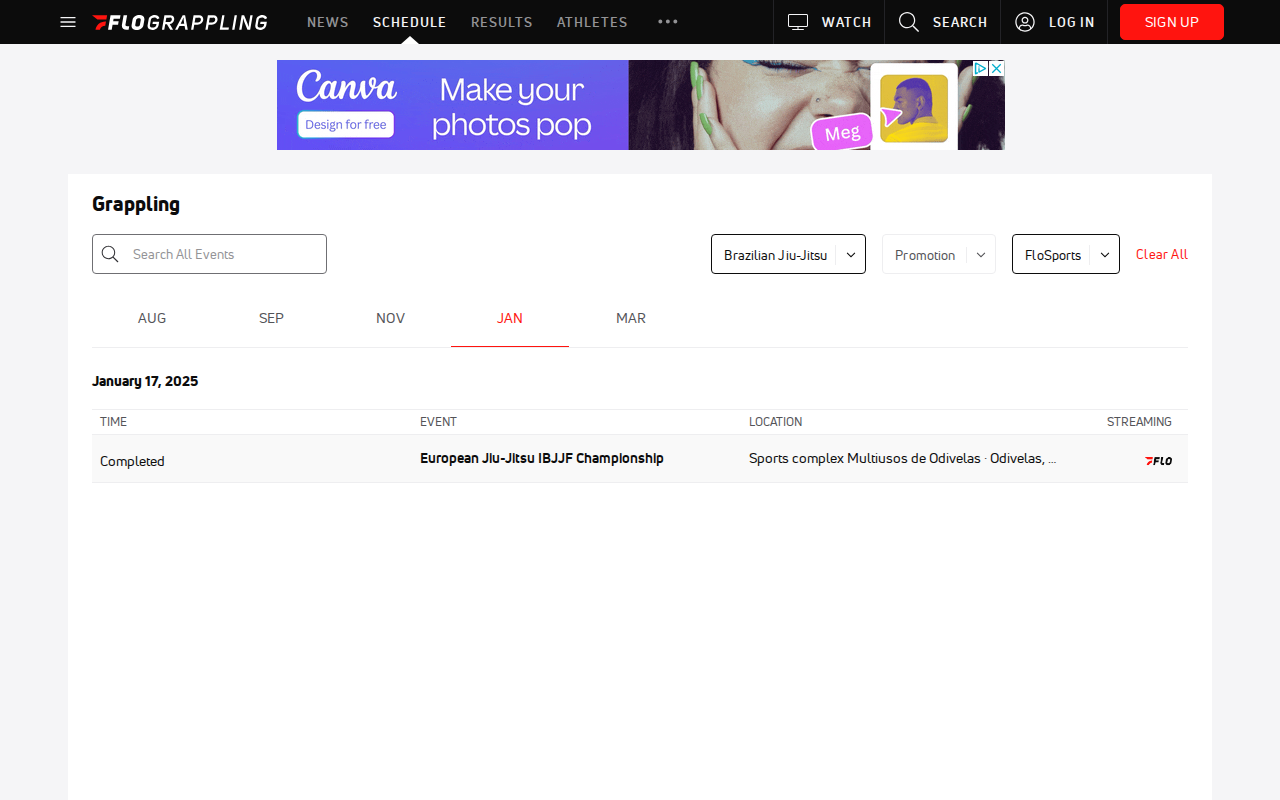 FLOGRAPPLING NEWS SCHEDULE RESULTS ATHLETES WATCH SEARCH LOG IN SIGN UP
Canva
Design for free
Make your
photos pop
Meg
Grappling
Search All Events
Brazilian Jiu-Jitsu
Promotion
FloSports
Clear All
AUG SEP NOV JAN MAR
January 17, 2025
TIME EVENT LOCATION STREAMING
Completed European Jiu-Jitsu IBJJF Championship Sports complex Multiusos de Odivelas · Odivelas, ... FLO